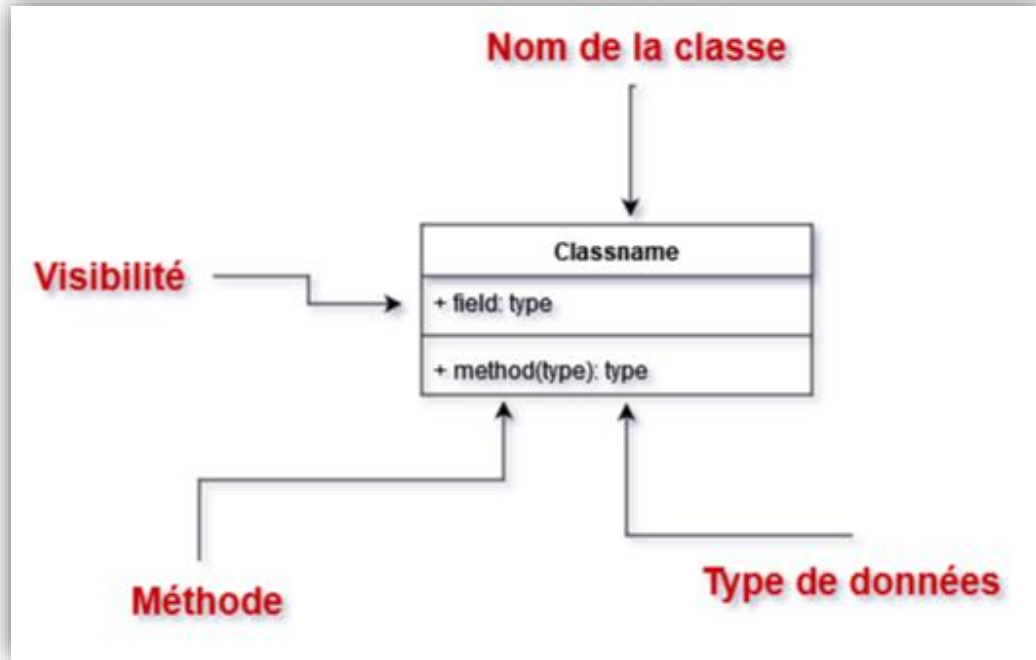 Nom de la classe
Classname
Visibilité
+ field: type
+ method(type): type
Méthode
Type de données